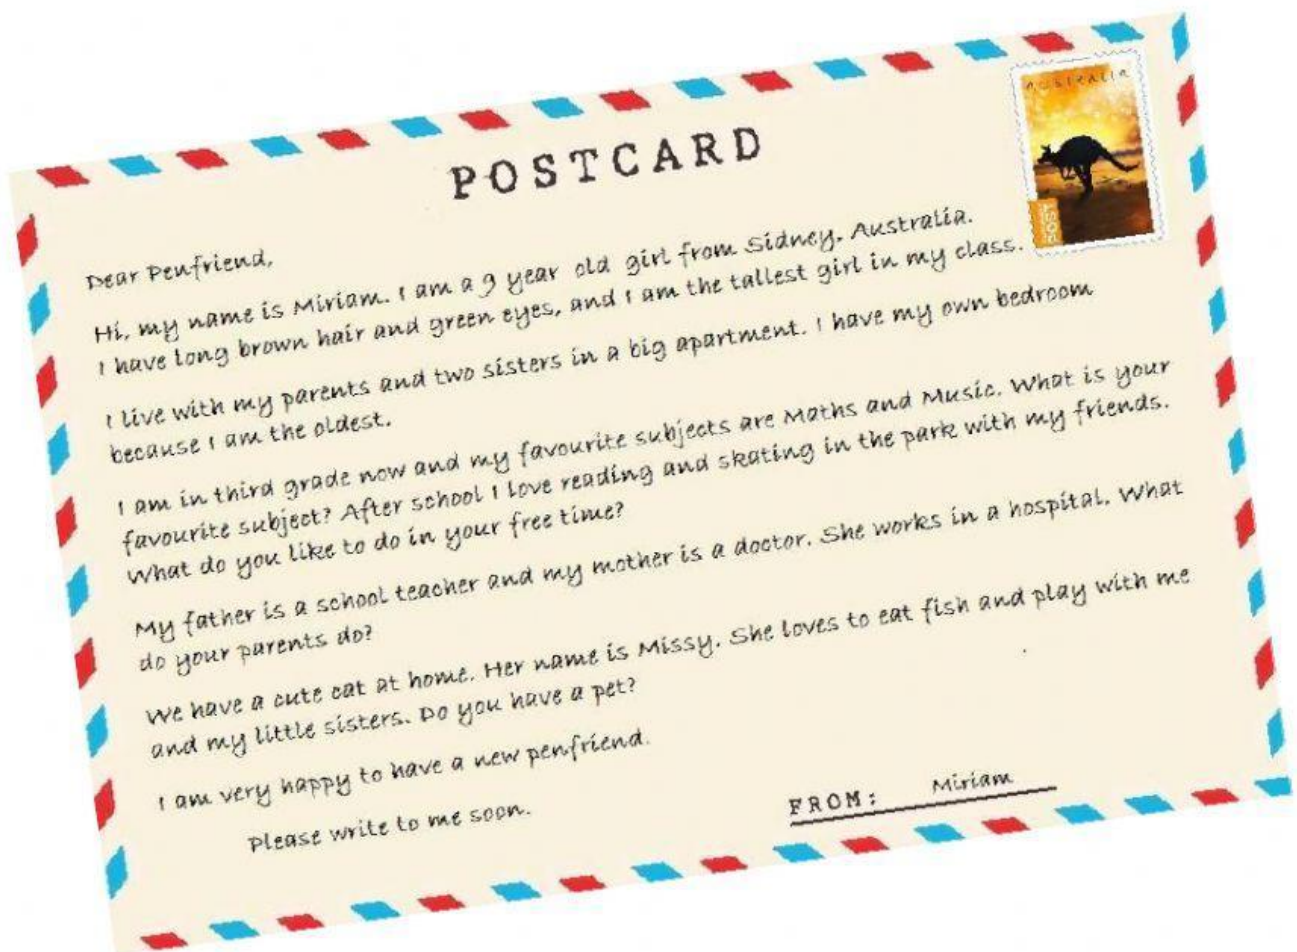 POSTCARD
australia
POST
Dear Penfriend,
Hi, my name is Miriam. I am a 9 year old girl from Sidney, Australia.
I have long brown hair and green eyes, and I am the tallest girl in my class.
I live with my parents and two sisters in a big apartment. I have my own bedroom
because I am the oldest.
I am in third grade now and my favourite subjects are Maths and Music. What is your
favourite subject? After school I love reading and skating in the park with my friends.
What do you like to do in your free time?
My father is a school teacher and my mother is a doctor. She works in a hospital. What
do your parents do?
We have a cute cat at home. Her name is Missy. She loves to eat fish and play with me
and my little sisters. Do you have a pet?
I am very happy to have a new penfriend.
Please write to me soon.
FROM: Miriam